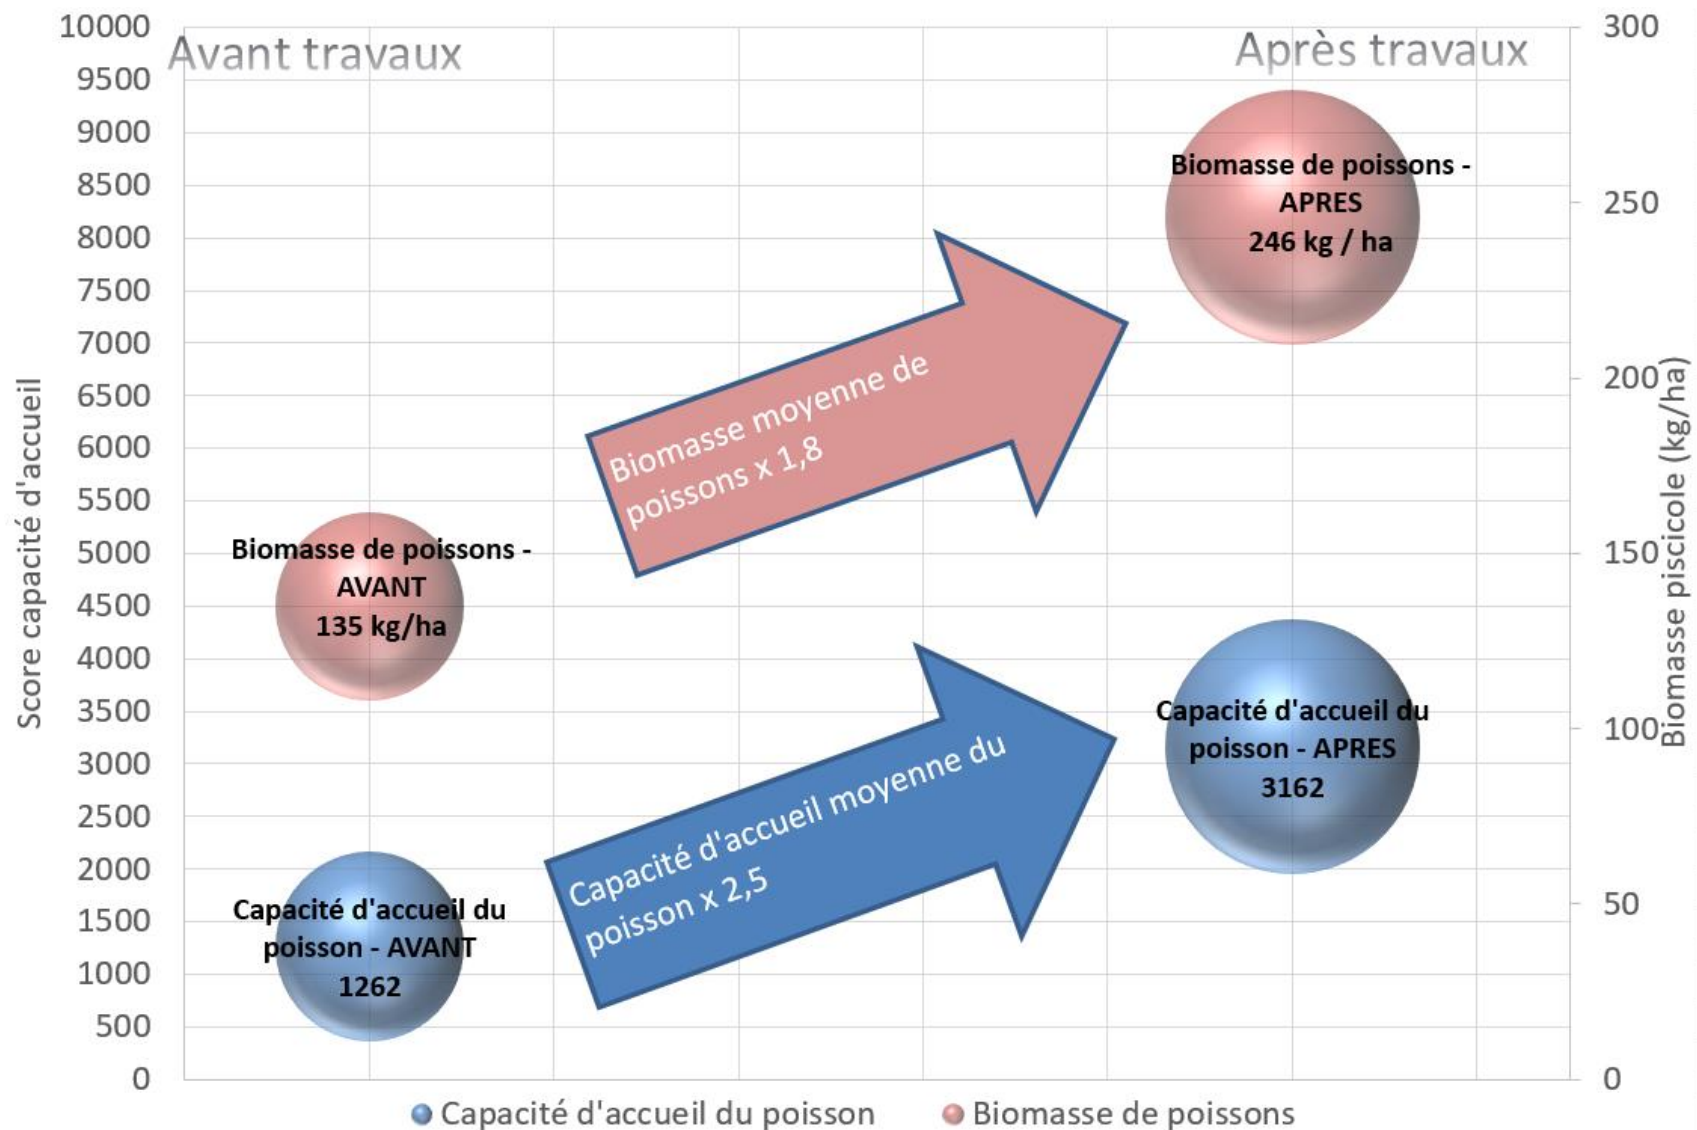 Avant travaux
Après travaux
Score capacité d'accueil
10000
9500
9000
8500
8000
7500
7000
6500
6000
5500
5000
4500
4000
3500
3000
2500
2000
1500
1000
500
0
Biomasse de poissons -
AVANT
135 kg/ha
Capacité d'accueil du
poisson - AVANT
1262
Biomasse moyenne de
poissons x 1,8
Capacité d'accueil moyenne du
poisson x 2,5
Biomasse de poissons -
APRES
246 kg / ha
Capacité d'accueil du
poisson - APRES
3162
300
250
200
150
100
50
0
Biomasse piscicole (kg/ha)
Capacité d'accueil du poisson
Biomasse de poissons